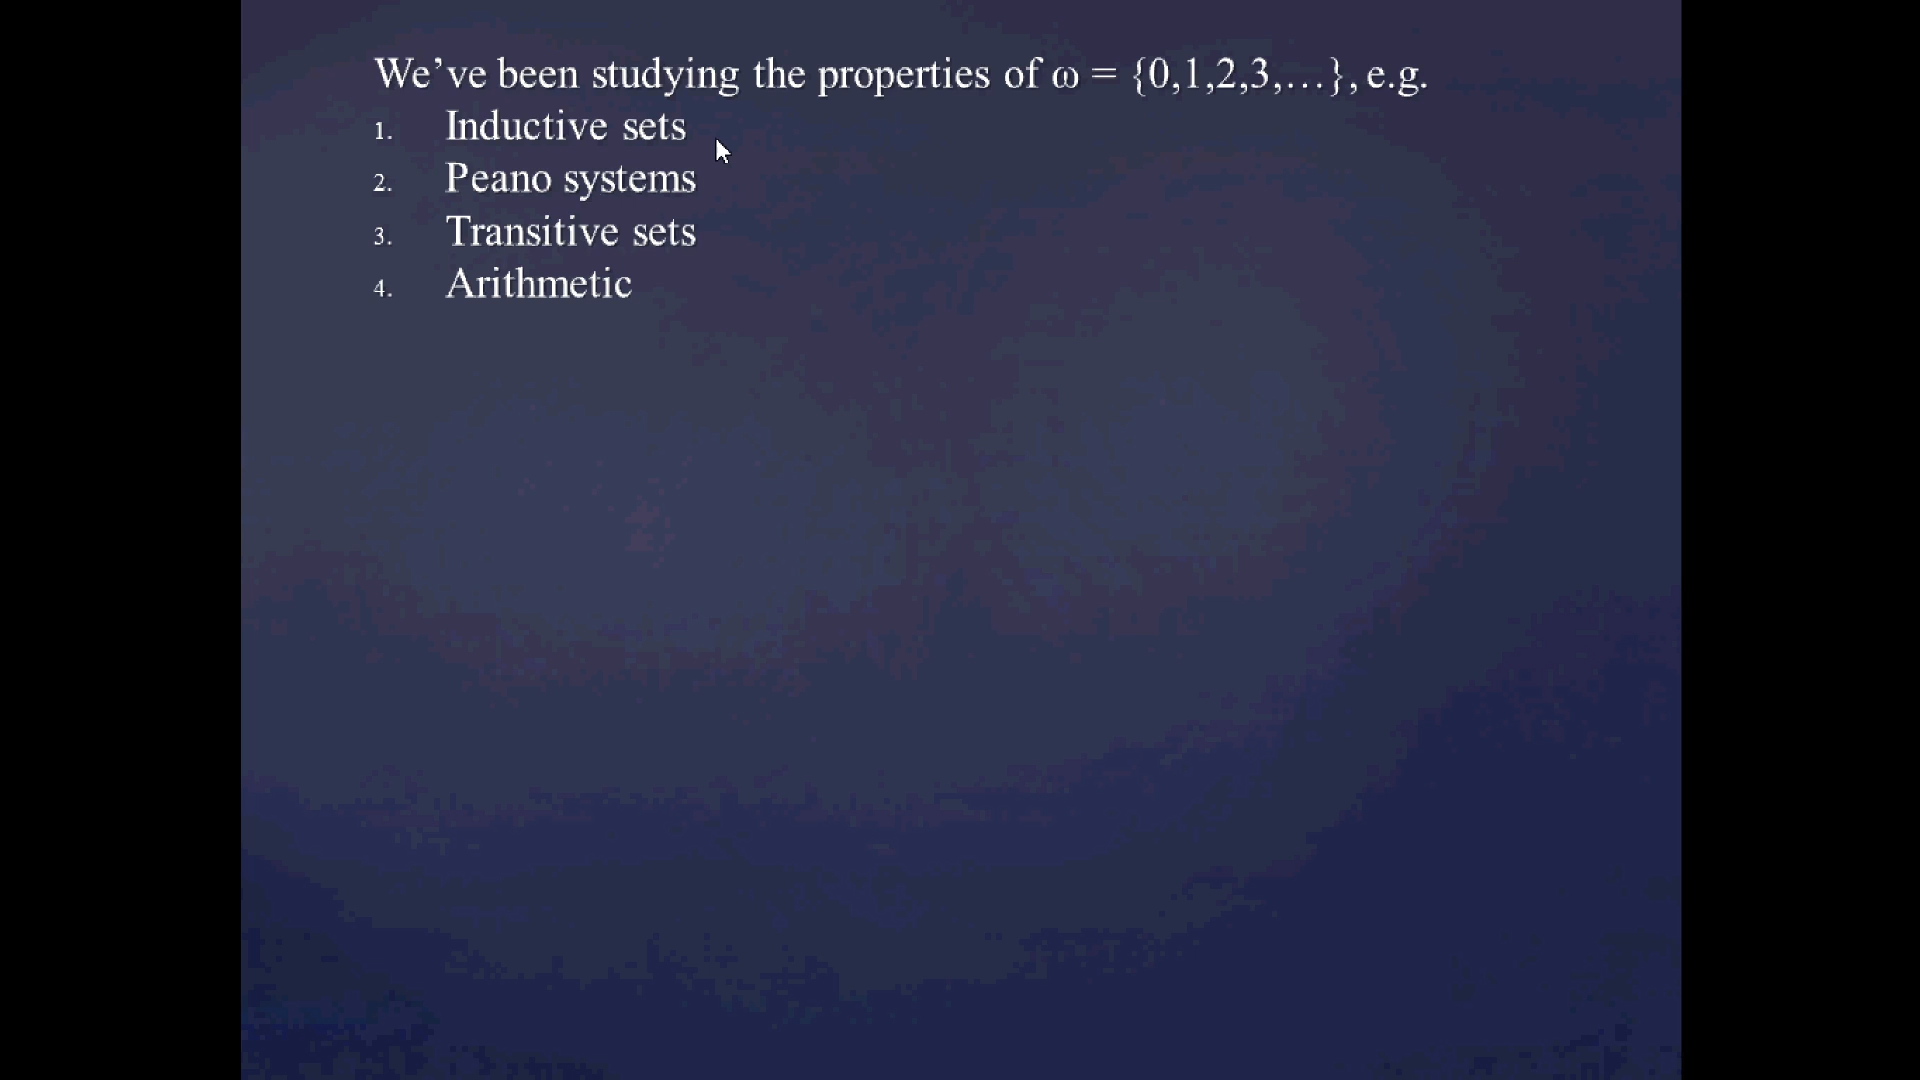 We’ve been studying the properties of ω = {0,1,2,3,…}, e.g.
1. Inductive sets
2. Peano systems
3. Transitive sets
4. Arithmetic